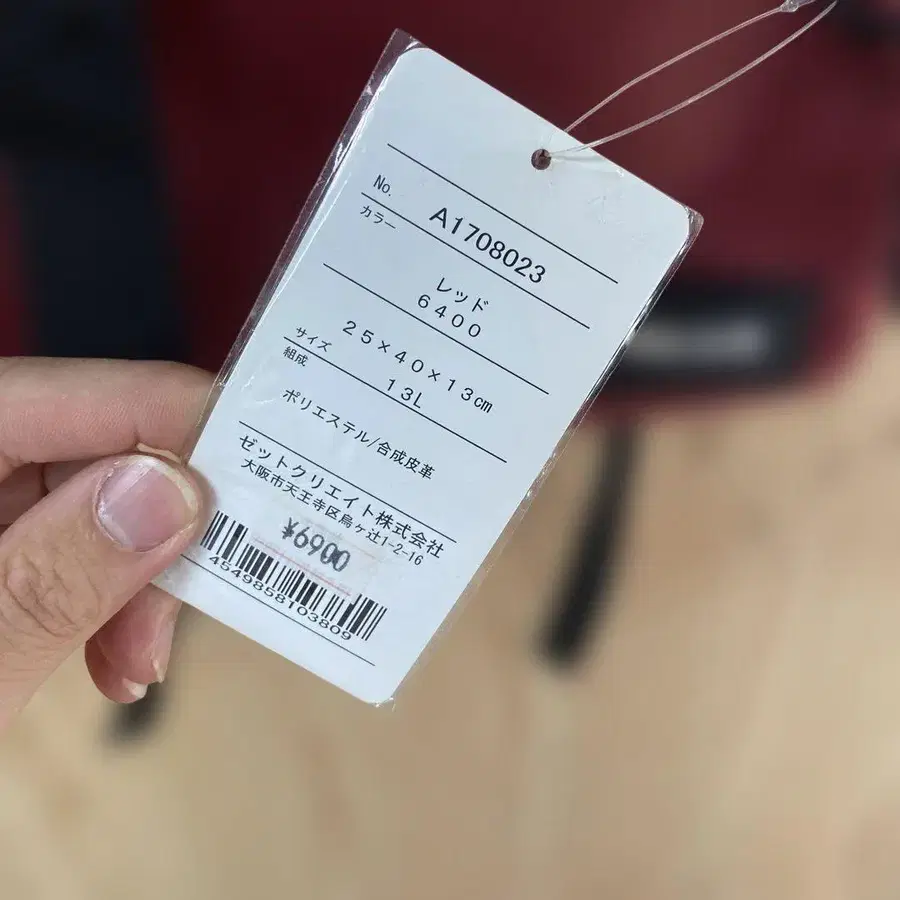 No. A1708023
カラー
レッド
6400
サイズ 25×40×13cm
13L
組成
ポリエステル/合成皮革
ゼットクリエイト株式会社
大阪市天王寺区烏ケ辻1-2-16
¥6900
4549858103809